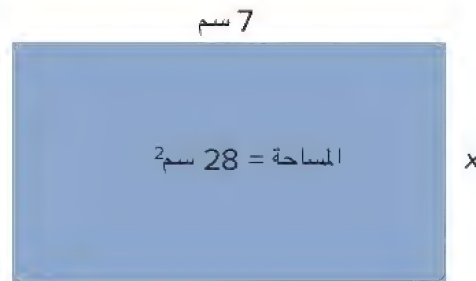 7 سم
المساحة = 28 سم²
x